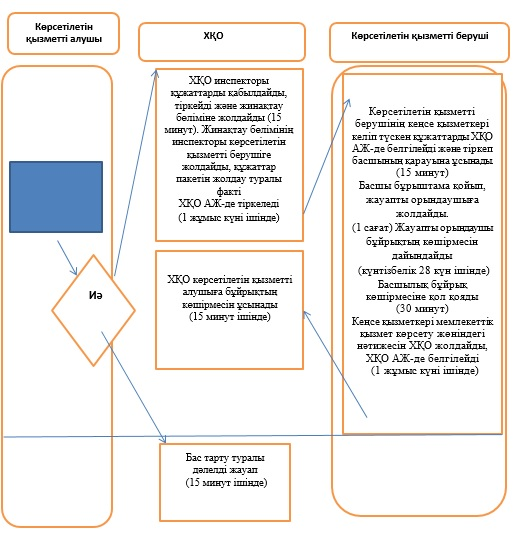 Көрсетілетін
қызметті алушы
ХҚО
Көрсетілетін қызметті беруші
ХҚО инспекторы
құжаттарды қабылдайды,
тіркейді және жинақтау
бөліміне жолдайды (15
минут). Жинақтау бөлімінің
инспекторы көрсетілетін
қызметті берушіге
жолдайды, құжаттар
пакетін жолдау туралы
факті
ХҚО АЖ-де тіркеледі
(1 жұмыс күні ішінде)
Көрсетілетін қызметті
берушінің кеңсе қызметкері
келіп түскен құжаттарды ХҚО
АЖ-де белгілейді және тіркеп
басшының қарауына ұсынады
(15 минут)
Басшы бұрыштама қойып,
жауапты орындаушыға
жолдайды.
(1 сағат) Жауапты орындаушы
бұйрықтың көшірмесін
дайындайды
(күнтізбелік 28 күн ішінде)
Басшылық бұйрық
көшірмесіне қол қояды
(30 минут)
Кеңсе қызметкері мемлекеттік
қызмет көрсету жөніндегі
нәтижесін ХҚО жолдайды,
ХҚО АЖ-де белгілейді
(1 жұмыс күні ішінде)
Иә
ХҚО көрсетілетін қызметті
алушыға бұйрықтың
көшірмесін ұсынады
(15 минут ішінде)
Бас тарту туралы
дәлелді жауап
(15 минут ішінде)